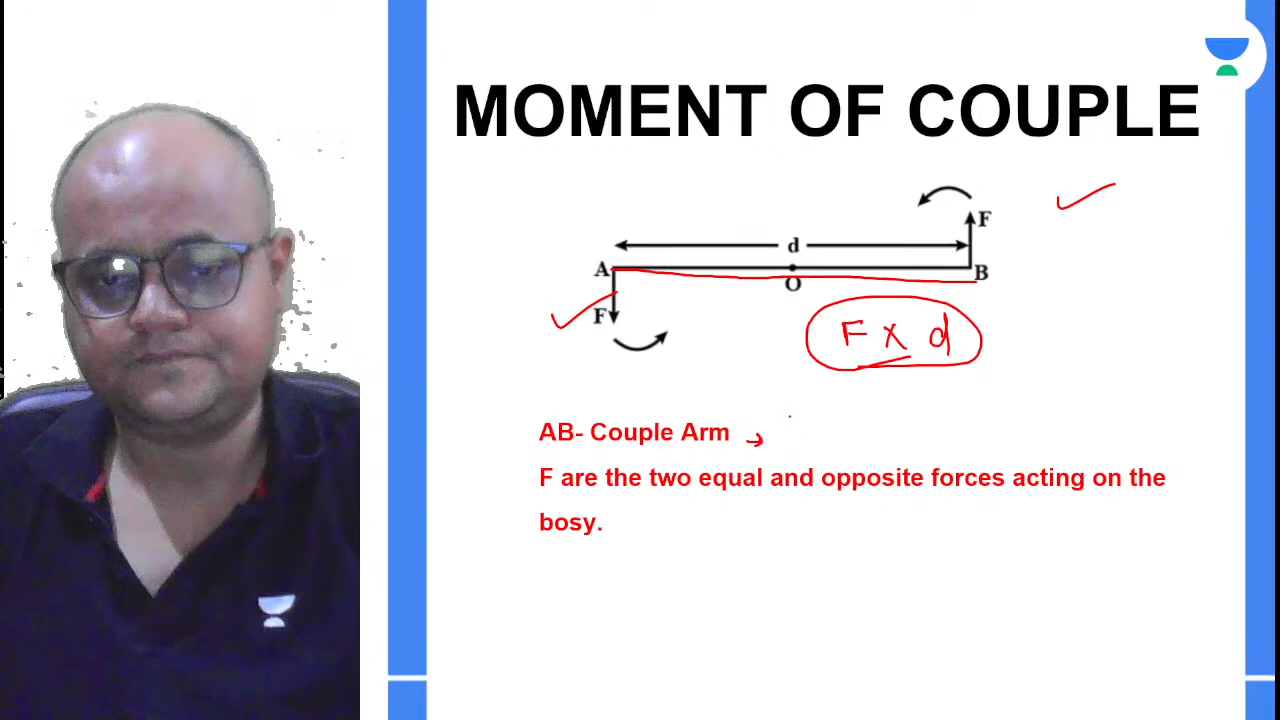 MOMENT OF COUPLE
F
d
A
B
O
F
F x d
AB- Couple Arm →
F are the two equal and opposite forces acting on the
bosy.